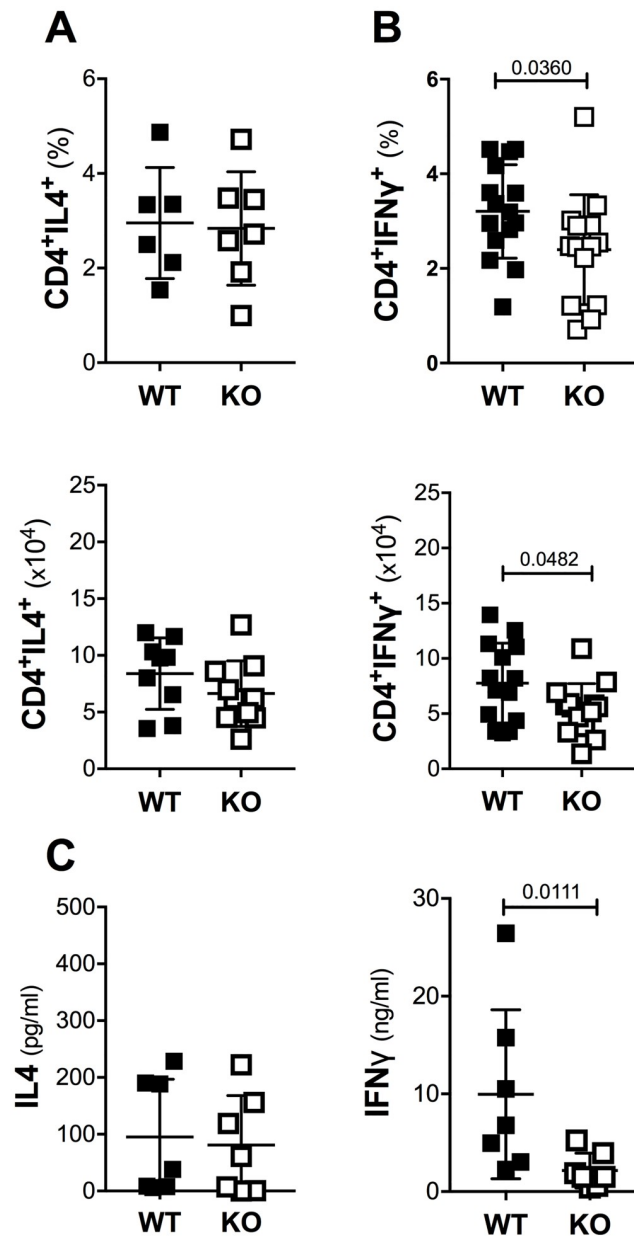 A
B
0.0360
6
4
2
0
CD4+IL4+ (%)
WT
KO
6
4
2
0
CD4+IFNγ+ (%)
WT
KO
25
20
15
10
5
0
CD4+IL4+ (x10⁴)
WT
KO
0.0482
25
20
15
10
5
0
CD4+IFNγ+ (x10⁴)
WT
KO
C
500
400
300
200
100
0
IL4 (pg/ml)
WT
KO
0.0111
30
20
10
0
IFNγ (ng/ml)
WT
KO